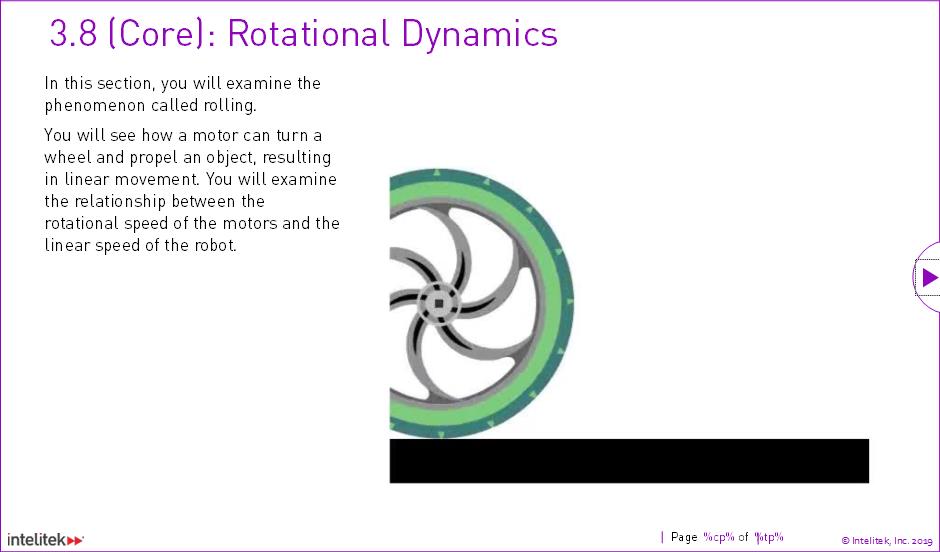 3.8 (Core): Rotational Dynamics
In this section, you will examine the
phenomenon called rolling.
You will see how a motor can turn a
wheel and propel an object, resulting
in linear movement. You will examine
the relationship between the
rotational speed of the motors and the
linear speed of the robot.
intelitek
| Page %cp% of %tp%
© Intelitek, Inc. 2019